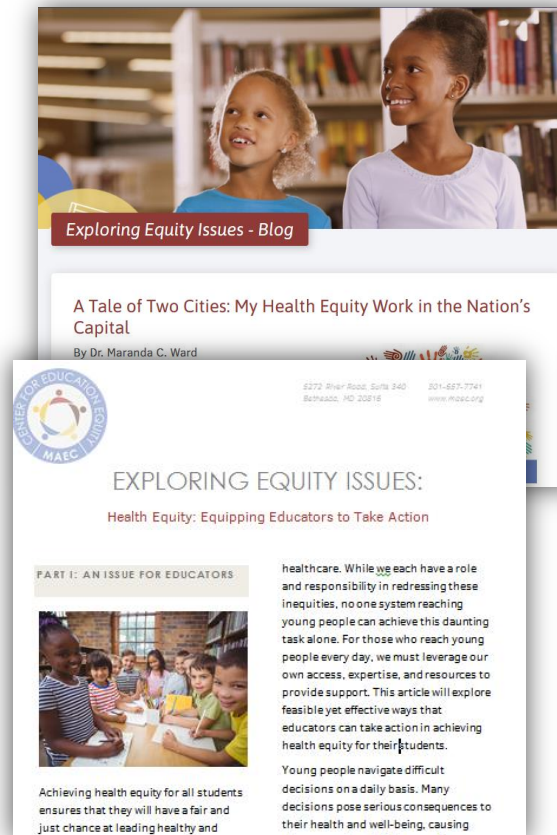 Exploring Equity Issues - Blog
A Tale of Two Cities: My Health Equity Work in the Nation's
Capital
By Dr. Maranda C. Ward
CENTER FOR EDUCATION EQUITY
MAEC
5272 River Road, Suite 340 301-657-7741
Bethesda, MD 20816 www.maec.org
EXPLORING EQUITY ISSUES:
Health Equity: Equipping Educators to Take Action
PART I: AN ISSUE FOR EDUCATORS
Achieving health equity for all students
ensures that they will have a fair and
just chance at leading healthy and
healthcare. While we each have a role
and responsibility in redressing these
inequities, no one system reaching
young people can achieve this daunting
task alone. For those who reach young
people every day, we must leverage our
own access, expertise, and resources to
provide support. This article will explore
feasible yet effective ways that
educators can take action in achieving
health equity for their students.
Young people navigate difficult
decisions on a daily basis. Many
decisions pose serious consequences to
their health and well-being, causing